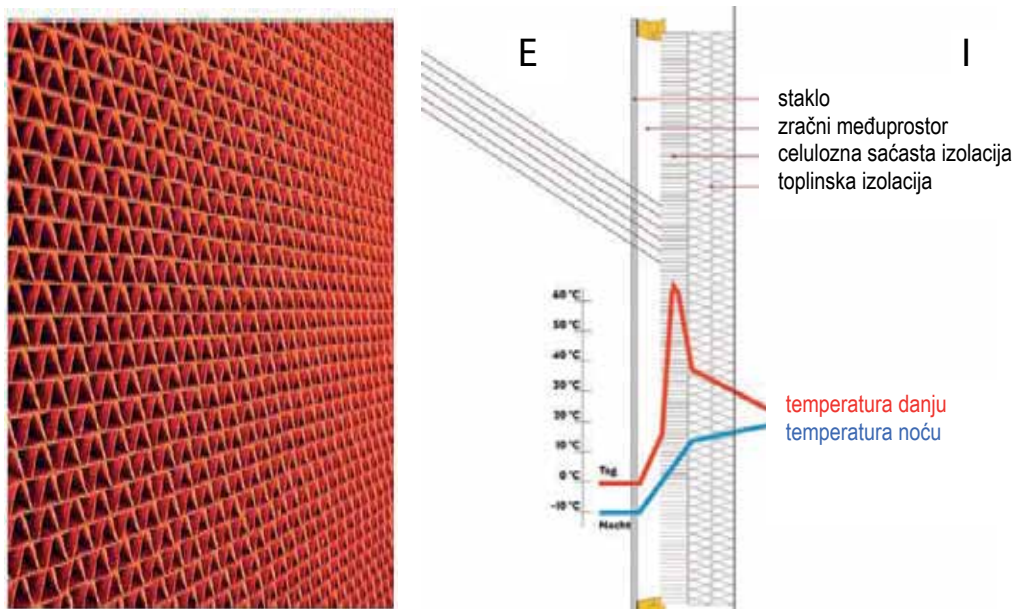 E
I
staklo
zračni međuprostor
celulozna saćasta izolacija
toplinska izolacija
60 °C
50 °C
40 °C
30 °C
20 °C
10 °C
0 °C
-10 °C
Tag
Nacht
temperatura danju
temperatura noću